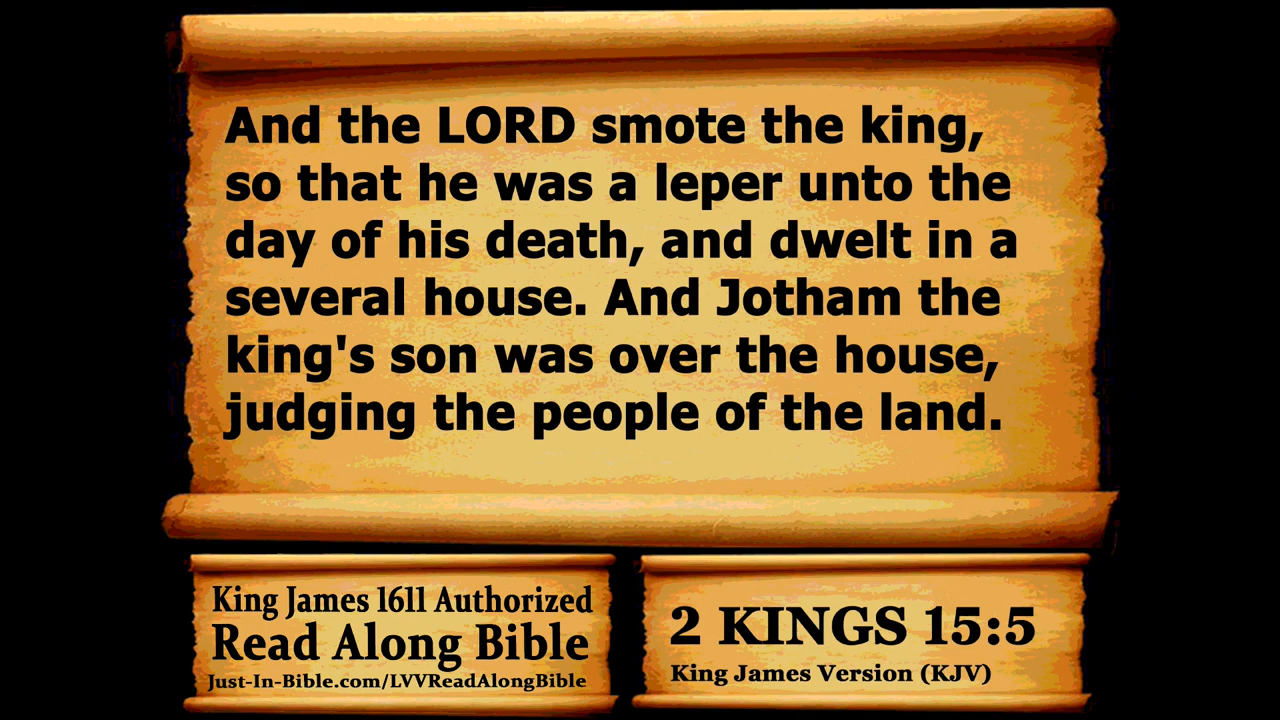 And the LORD smote the king,
so that he was a leper unto the
day of his death, and dwelt in a
several house. And Jotham the
king's son was over the house,
judging the people of the land.
King James 1611 Authorized
Read Along Bible
Just-In-Bible.com/LVVReadAlongBible
2 KINGS 15:5
King James Version (KJV)